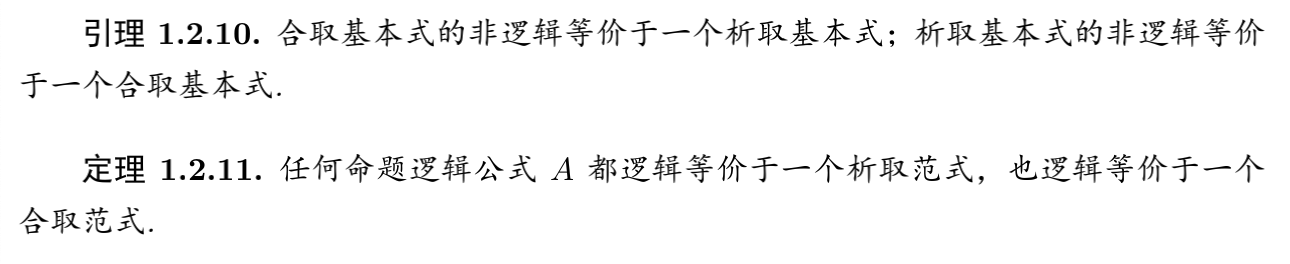 引理 1.2.10. 合取基本式的非逻辑等价于一个析取基本式；析取基本式的非逻辑等价
于一个合取基本式.
定理 1.2.11. 任何命题逻辑公式 A 都逻辑等价于一个析取范式，也逻辑等价于一个
合取范式.